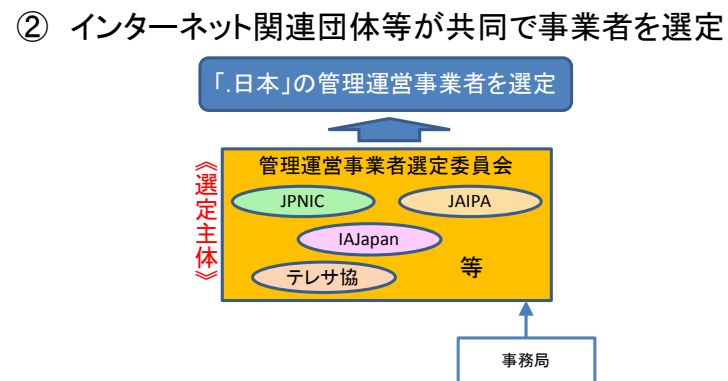 ② インターネット関連団体等が共同で事業者を選定
「.日本」の管理運営事業者を選定
《選定主体》
管理運営事業者選定委員会
JPNIC
JAIPA
IAJapan
テレサ協
等
事務局